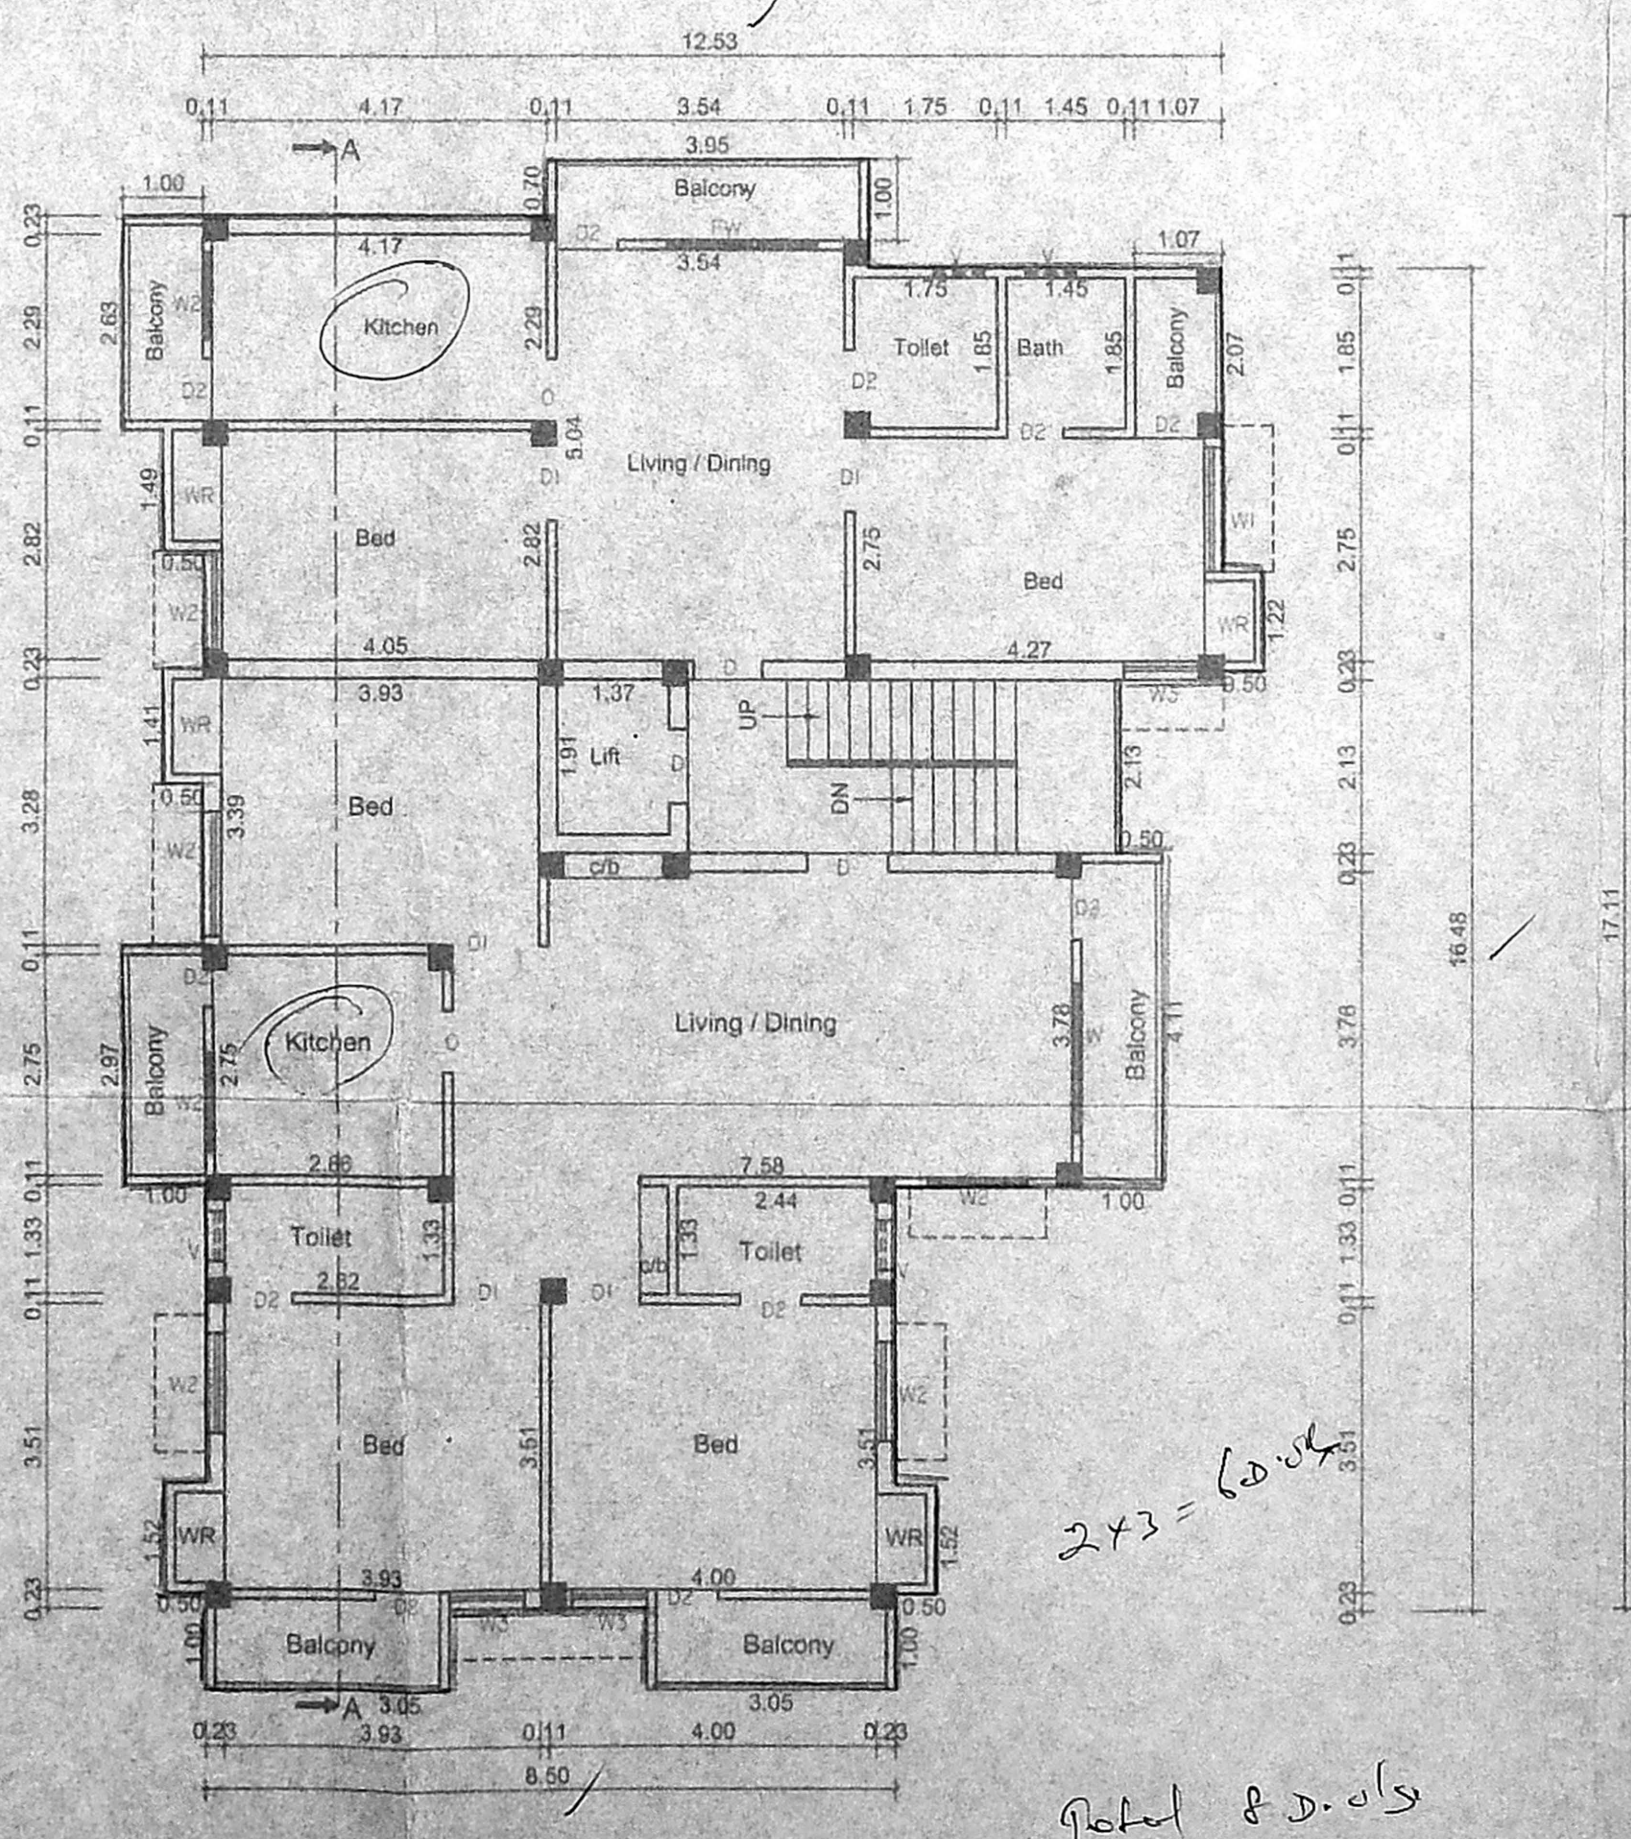 12.53
0.11 4.17 0.11 3.54 0.11 1.75 0.11 1.45 0.11 1.07
A
3.95
1.00
0.70
Balcony
1.00
D2
FW
0.23
4.17
3.54
1.07
V
V
0.11
1.75
1.45
2.29
2.63
Balcony
W2
Kitchen
2.29
Toilet
1.85
Bath
1.85
Balcony
2.07
1.85
D2
O
D2
D2
D2
0.11
5.04
0.11
1.49
WR
D1
Living / Dining
D1
2.82
Bed
2.82
2.75
Bed
W1
2.75
0.50
W2
WR
1.22
0.23
4.05
D
4.27
0.23
3.93
1.37
W3
0.50
1.41
WR
UP
1.91
Lift
D
2.13
2.13
0.50
3.28
3.39
Bed
DN
W2
0.50
c/b
D
0.23
D2
0.11
D1
D2
16.48
17.11
Living / Dining
2.75
2.97
Balcony
2.75
Kitchen
O
3.78
W
Balcony
4.11
3.78
W2
2.86
7.58
0.11
1.00
2.44
W2
1.00
0.11
1.33
V
Toilet
1.33
c/b
1.33
Toilet
V
1.33
2.82
0.11
D2
D1
D1
D2
0.11
W2
W2
3.51
Bed
3.51
Bed
3.51
3.51
2 x 3 = 6
1.52
WR
WR
1.52
3.93
4.00
0.23
0.50
D2
D2
0.50
0.23
W3
W3
1.00
Balcony
Balcony
1.00
A
3.05
3.05
0.23 3.93 0.11 4.00 0.23
8.50
Total 8